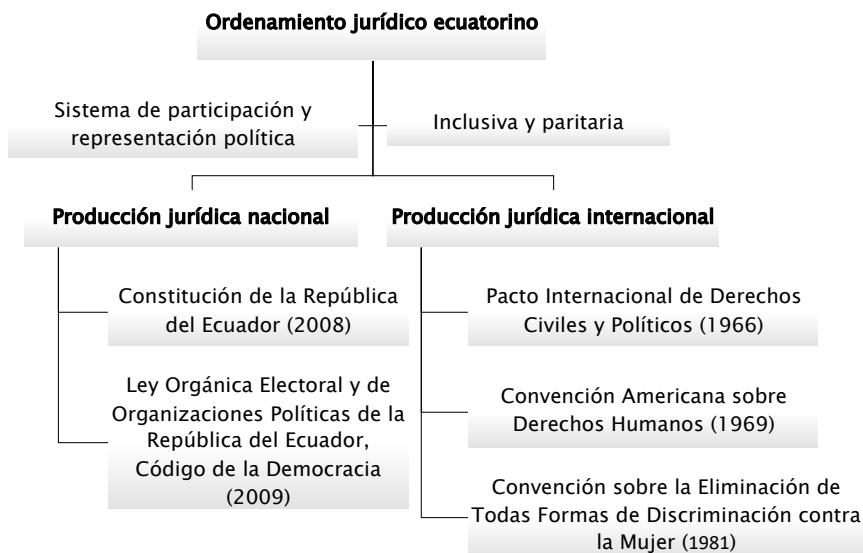 Ordenamiento jurídico ecuatorino
Sistema de participación y
representación política
Inclusiva y paritaria
Producción jurídica nacional
Constitución de la República
del Ecuador (2008)
Ley Orgánica Electoral y de
Organizaciones Políticas de la
República del Ecuador,
Código de la Democracia
(2009)
Producción jurídica internacional
Pacto Internacional de Derechos
Civiles y Políticos (1966)
Convención Americana sobre
Derechos Humanos (1969)
Convención sobre la Eliminación de
Todas Formas de Discriminación contra
la Mujer (1981)